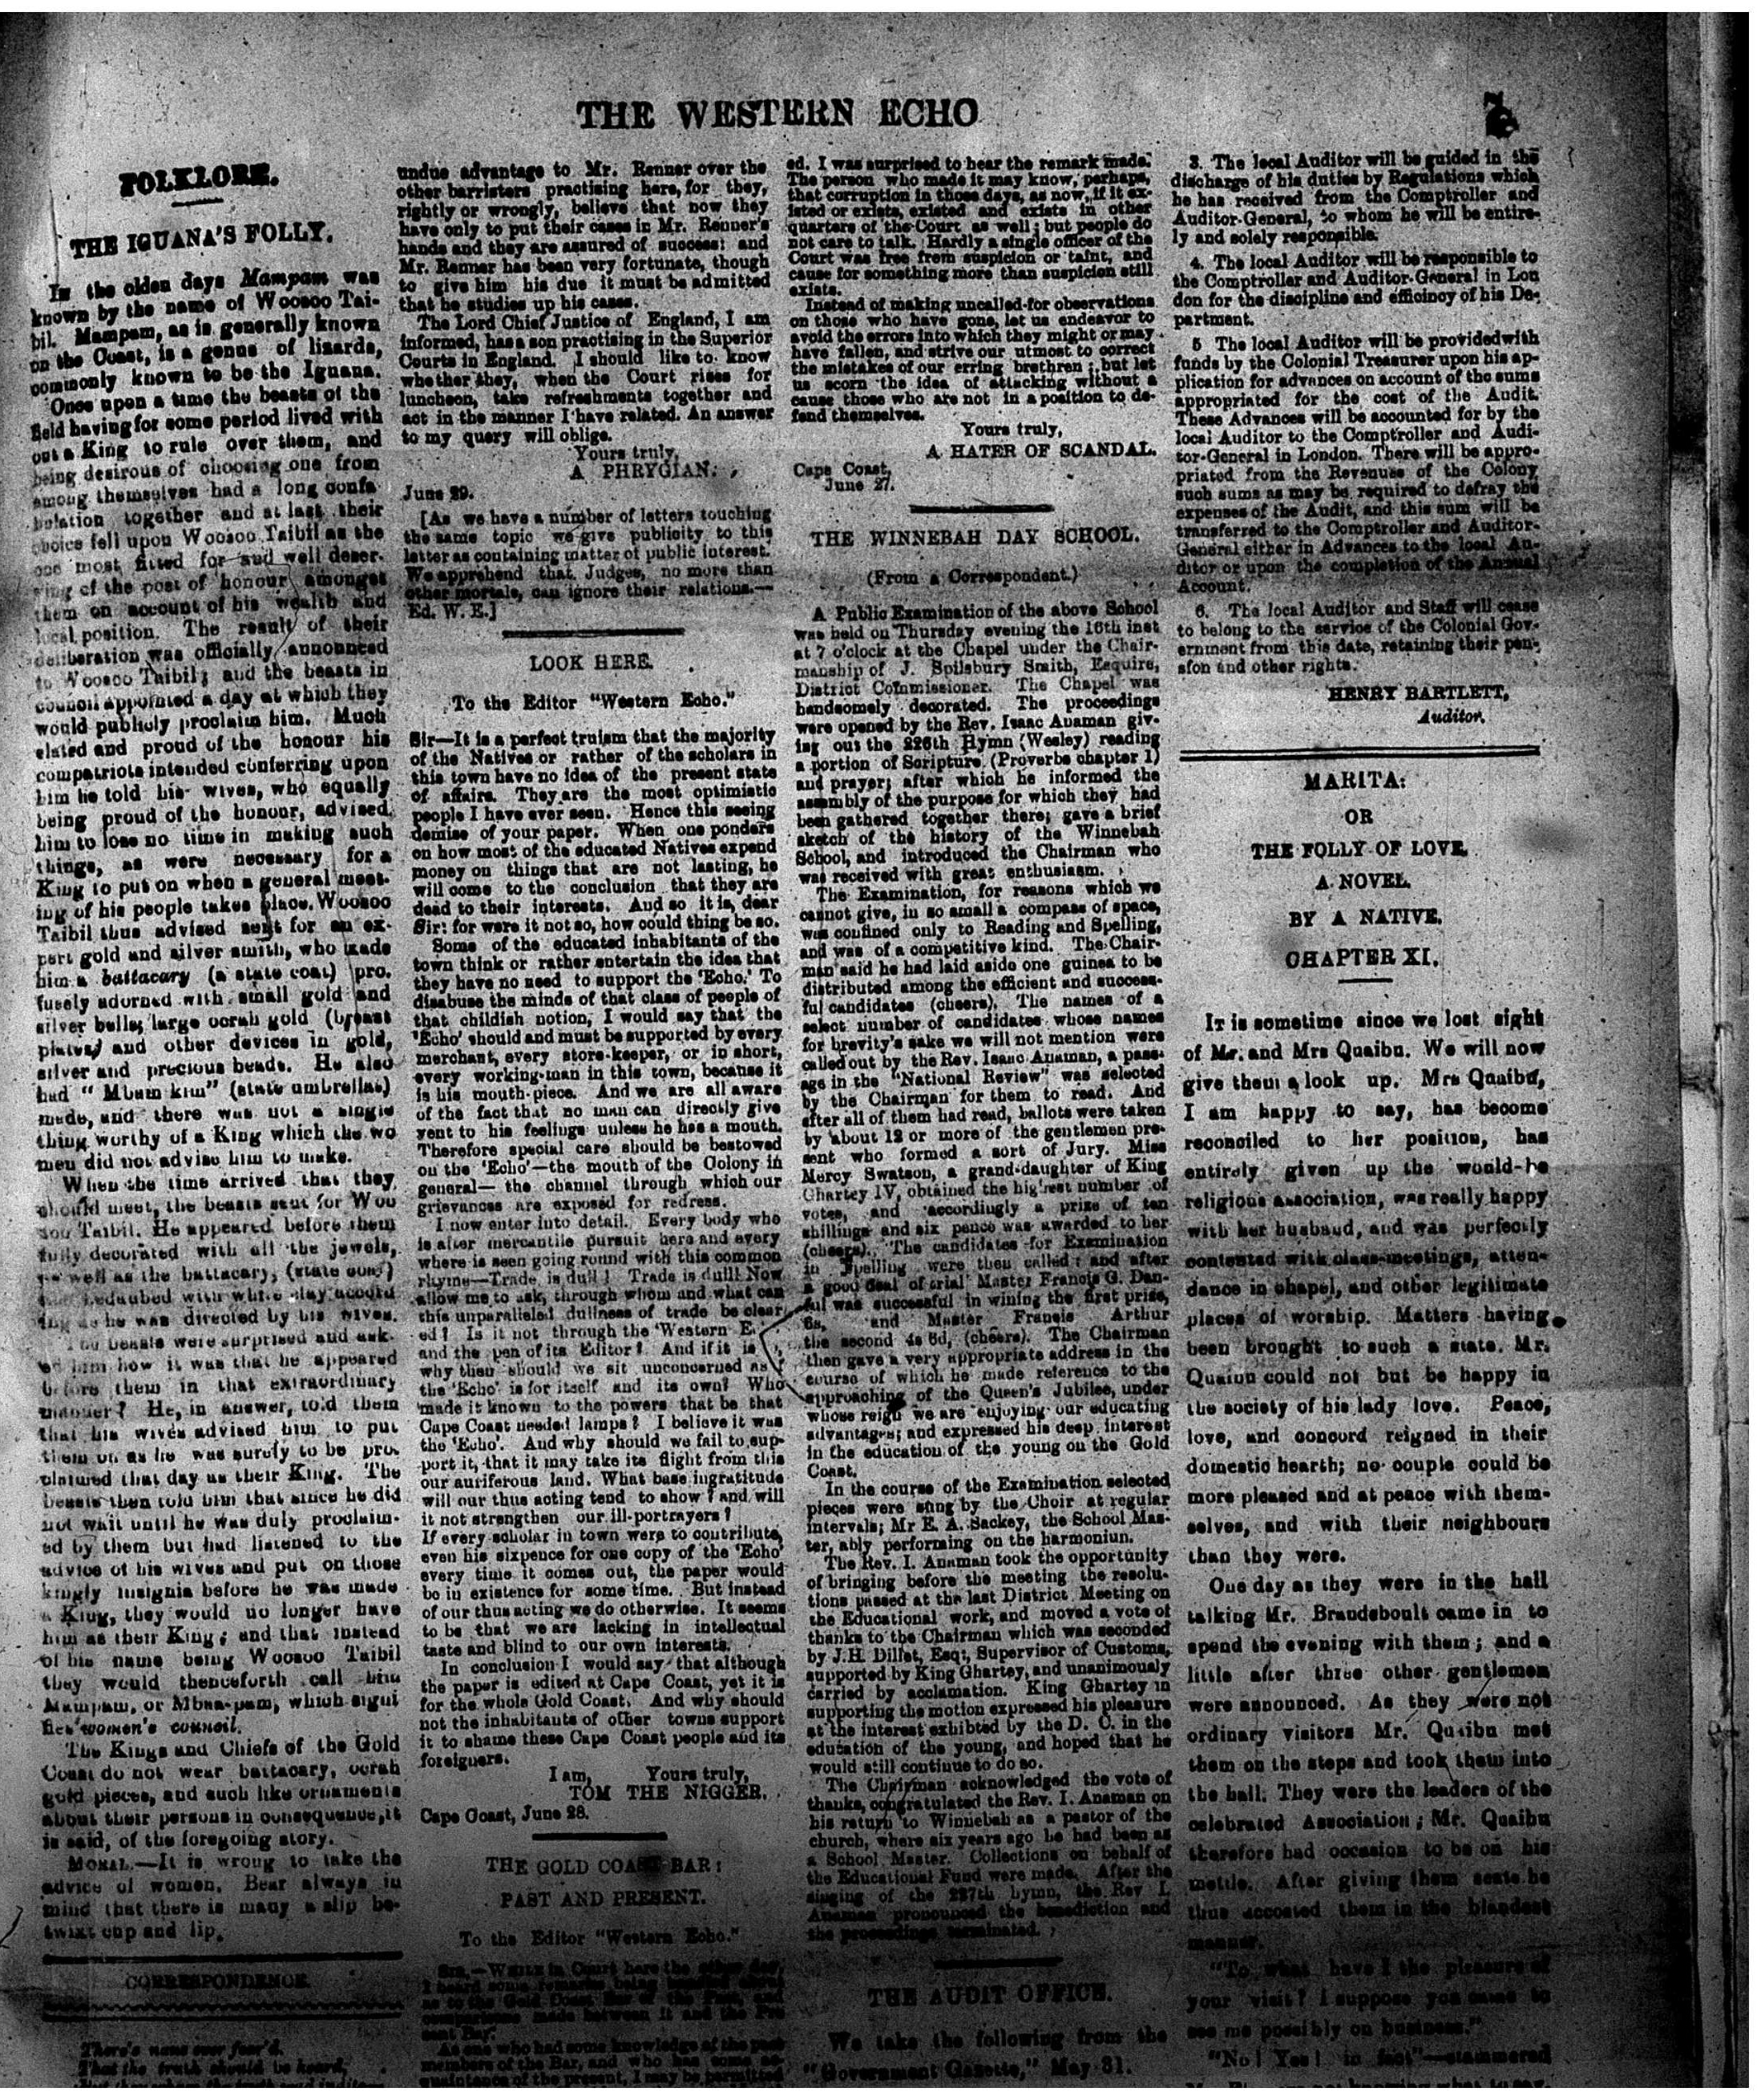 THE WESTERN ECHO
7
FOLKLORE.
THE IGUANA'S FOLLY.
In the olden days Mampam was
known by the name of Woosoo Tai-
bil. Mampam, as is generally known
on the Coast, is a genus of lizards,
commonly known to be the Iguana.
Once upon a time the beasts of the
field having for some period lived with
out a King to rule over them, and
being desirous of choosing one from
among themselves had a long confa-
bulation together and at last their
choice fell upon Woosoo Taibil as the
one most fitted for and well deser-
ving of the post of honour amongst
them on account of his wealth and
local position. The result of their
deliberation was officially announced
to Woosoo Taibil; and the beasts in
council appointed a day at which they
would publicly proclaim him. Much
elated and proud of the honour his
compatriots intended conferring upon
him he told his wives, who equally
being proud of the honour, advised
him to lose no time in making such
things, as were necessary for a
King to put on when a general meet-
ing of his people takes place. Woosoo
Taibil thus advised sent for an ex-
pert gold and silver smith, who made
him a battacary (a state coat) pro-
fusely adorned with small gold and
silver bells; large ocrah gold (breast
plates) and other devices in gold,
silver and precious beads. He also
had "Mbam kim" (state umbrellas)
made, and there was not a single
thing worthy of a King which the wo
men did not advise him to make.
When the time arrived that they
should meet, the beasts sent for Woo
soo Taibil. He appeared before them
fully decorated with all the jewels,
as well as the battacary, (state coat)
and bedaubed with white clay accord
ing as he was directed by his wives.
The beasts were surprised and ask-
ed him how it was that he appeared
before them in that extraordinary
manner? He, in answer, told them
that his wives advised him to put
them on as he was surely to be pro-
claimed that day as their King. The
beasts then told him that since he did
not wait until he was duly proclaim-
ed by them but had listened to the
advice of his wives and put on those
kingly insignia before he was made
a King, they would no longer have
him as their King; and that instead
of his name being Woosoo Taibil
they would thenceforth call him
Mampam, or Mbaa-pam, which signi
fies women's council.
The Kings and Chiefs of the Gold
Coast do not wear battacary, ocrah
gold pieces, and such like ornaments
about their persons in consequence, it
is said, of the foregoing story.
MORAL.—It is wrong to take the
advice of women. Bear always in
mind that there is many a slip be-
twixt cup and lip.
CORRESPONDENCE.
There's none ever fear'd
That the truth should be heard,
undue advantage to Mr. Renner over the
other barristers practising here, for they,
rightly or wrongly, believe that now they
have only to put their cases in Mr. Renner's
hands and they are assured of success: and
Mr. Renner has been very fortunate, though
to give him his due it must be admitted
that he studies up his cases.
The Lord Chief Justice of England, I am
informed, has a son practising in the Superior
Courts in England. I should like to know
whether they, when the Court rises for
luncheon, take refreshments together and
act in the manner I have related. An answer
to my query will oblige.
Yours truly,
A PHRYGIAN.
June 29.
[As we have a number of letters touching
the same topic we give publicity to this
letter as containing matter of public interest.
We apprehend that Judges, no more than
other mortals, can ignore their relations.—
Ed. W. E.]
LOOK HERE.
To the Editor "Western Echo."
Sir—It is a perfect truism that the majority
of the Natives or rather of the scholars in
this town have no idea of the present state
of affairs. They are the most optimistic
people I have ever seen. Hence this seeing
demise of your paper. When one ponders
on how most of the educated Natives expend
money on things that are not lasting, he
will come to the conclusion that they are
dead to their interests. And so it is, dear
Sir: for were it not so, how could thing be so.
Some of the educated inhabitants of the
town think or rather entertain the idea that
they have no need to support the 'Echo.' To
disabuse the minds of that class of people of
that childish notion, I would say that the
'Echo' should and must be supported by every
merchant, every store-keeper, or in short,
every working-man in this town, because it
is his mouth-piece. And we are all aware
of the fact that no man can directly give
vent to his feelings unless he has a mouth.
Therefore special care should be bestowed
on the 'Echo'—the mouth of the Colony in
general— the channel through which our
grievances are exposed for redress.
I now enter into detail. Every body who
is after mercantile pursuit here and every
where is seen going round with this common
rhyme—Trade is dull! Trade is dull! Now
allow me to ask, through whom and what can
this unparalleled dullness of trade be clear-
ed? Is it not through the 'Western E.
and the pen of its Editor? And if it is
why then should we sit unconcerned as if
the 'Echo' is for itself and its own? Who
made it known to the powers that be that
Cape Coast needed lamps? I believe it was
the 'Echo'. And why should we fail to sup-
port it, that it may take its flight from this
our auriferous land. What base ingratitude
will our thus acting tend to show? and will
it not strengthen our ill-portrayers?
If every scholar in town were to contribute,
even his sixpence for one copy of the 'Echo'
every time it comes out, the paper would
be in existence for some time. But instead
of our thus acting we do otherwise. It seems
to be that we are lacking in intellectual
taste and blind to our own interests.
In conclusion I would say that although
the paper is edited at Cape Coast, yet it is
for the whole Gold Coast. And why should
not the inhabitants of other towns support
it to shame these Cape Coast people and its
foreigners.
I am, Yours truly,
TOM THE NIGGER.
Cape Coast, June 28.
THE GOLD COAST BAR:
PAST AND PRESENT.
To the Editor "Western Echo."
SIR.—WHILE in Court here the other day,
I heard some remarks being
as to the Gold Coast Bar of the Past, and
comparisons made between it and the Pre
sent Bar.
As one who had some knowledge of the past
members of the Bar, and who has some ac-
quaintance of the present, I may be permitted
ed. I was surprised to hear the remark made.
The person who made it may know, perhaps,
that corruption in those days, as now, if it ex-
isted or exists, existed and exists in other
quarters of the Court as well; but people do
not care to talk. Hardly a single officer of the
Court was free from suspicion or taint, and
cause for something more than suspicion still
exists.
Instead of making uncalled-for observations
on those who have gone, let us endeavor to
avoid the errors into which they might or may
have fallen, and strive our utmost to correct
the mistakes of our erring brethren; but let
us scorn the idea of attacking without a
cause those who are not in a position to de-
fend themselves.
Yours truly,
A HATER OF SCANDAL.
Cape Coast,
June 27.
THE WINNEBAH DAY SCHOOL.
(From a Correspondent.)
A Public Examination of the above School
was held on Thursday evening the 16th inst
at 7 o'clock at the Chapel under the Chair-
manship of J. Spilsbury Smith, Esquire,
District Commissioner. The Chapel was
handsomely decorated. The proceedings
were opened by the Rev. Isaac Anaman giv-
ing out the 226th Hymn (Wesley) reading
a portion of Scripture (Proverbs chapter 1)
and prayer; after which he informed the
assembly of the purpose for which they had
been gathered together there; gave a brief
sketch of the history of the Winnebah
School, and introduced the Chairman who
was received with great enthusiasm.
The Examination, for reasons which we
cannot give, in so small a compass of space,
was confined only to Reading and Spelling,
and was of a competitive kind. The Chair-
man said he had laid aside one guinea to be
distributed among the efficient and success-
ful candidates (cheers). The names of a
select number of candidates whose names
for brevity's sake we will not mention were
called out by the Rev. Isaac Anaman, a pass-
age in the "National Review" was selected
by the Chairman for them to read. And
after all of them had read, ballots were taken
by about 12 or more of the gentlemen pre-
sent who formed a sort of Jury. Miss
Mercy Swatson, a grand-daughter of King
Ghartey IV, obtained the highest number of
votes, and accordingly a prize of ten
shillings and six pence was awarded to her
(cheers). The candidates for Examination
in Spelling were then called: and after
a good deal of trial Master Francis G. Dan-
ful was successful in wining the first prize,
6s, and Master Francis Arthur
the second 4s 6d, (cheers). The Chairman
then gave a very appropriate address in the
course of which he made reference to the
approaching of the Queen's Jubilee, under
whose reign we are enjoying our educating
advantages; and expressed his deep interest
in the education of the young on the Gold
Coast.
In the course of the Examination selected
pieces were sung by the Choir at regular
intervals; Mr E. A. Sackey, the School Mas-
ter, ably performing on the harmoniun.
The Rev. I. Anaman took the opportunity
of bringing before the meeting the resolu-
tions passed at the last District Meeting on
the Educational work, and moved a vote of
thanks to the Chairman which was seconded
by J.H. Dillet, Esq:, Supervisor of Customs,
supported by King Ghartey, and unanimously
carried by acclamation. King Ghartey in
supporting the motion expressed his pleasure
at the interest exhibted by the D. C. in the
education of the young, and hoped that he
would still continue to do so.
The Chairman acknowledged the vote of
thanks, congratulated the Rev. I. Anaman on
his return to Winnebah as a pastor of the
church, where six years ago he had been as
a School Master. Collections on behalf of
the Educational Fund were made. After the
singing of the 227th hymn, the Rev I.
Anaman pronounced the benediction and
the proceedings terminated.
THE AUDIT OFFICE.
We take the following from the
"Government Gazette," May 31.
3. The local Auditor will be guided in the
discharge of his duties by Regulations which
he has received from the Comptroller and
Auditor-General, to whom he will be entire-
ly and solely responsible.
4. The local Auditor will be responsible to
the Comptroller and Auditor-General in Lon
don for the discipline and efficincy of his De-
partment.
5 The local Auditor will be providedwith
funds by the Colonial Treasurer upon his ap-
plication for advances on account of the sums
appropriated for the cost of the Audit.
These Advances will be accounted for by the
local Auditor to the Comptroller and Audi-
tor-General in London. There will be appro-
priated from the Revenues of the Colony
such sums as may be required to defray the
expenses of the Audit, and this sum will be
transferred to the Comptroller and Auditor-
General either in Advances to the local Au-
ditor or upon the completion of the Annual
Account.
6. The local Auditor and Staff will cease
to belong to the service of the Colonial Gov-
ernment from this date, retaining their pen-
sion and other rights.
HENRY BARTLETT,
Auditor.
MARITA:
OR
THE FOLLY OF LOVE.
A NOVEL.
BY A NATIVE.
CHAPTER XI.
It is sometime since we lost sight
of Mr. and Mrs Quaibu. We will now
give them a look up. Mrs Quaibu,
I am happy to say, has become
reconciled to her position, has
entirely given up the would-be
religious association, was really happy
with her husband, and was perfectly
contented with class-meetings, atten-
dance in chapel, and other legitimate
places of worship. Matters having
been brought to such a state. Mr.
Quaibu could not but be happy in
the society of his lady love. Peace,
love, and concord reigned in their
domestic hearth; no couple could be
more pleased and at peace with them-
selves, and with their neighbours
than they were.
One day as they were in the hall
talking Mr. Brandeboult came in to
spend the evening with them; and a
little after three other gentlemen
were announced. As they were not
ordinary visitors Mr. Quaibu met
them on the steps and took them into
the hall. They were the leaders of the
celebrated Association; Mr. Quaibu
therefore had occasion to be on his
mettle. After giving them seats he
thus accosted them in the blandest
manner.
"To what have I the pleasure of
your visit? I suppose you came to
see me possibly on business."
"No! Yes! in fact"—stammered